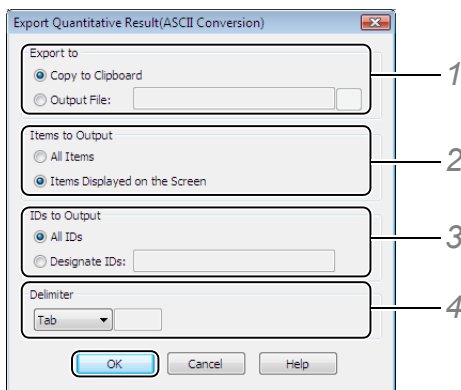 Export Quantitative Result(ASCII Conversion)
Export to
Copy to Clipboard
Output File:
1
Items to Output
All Items
Items Displayed on the Screen
2
IDs to Output
All IDs
Designate IDs:
3
Delimiter
Tab
4
OK Cancel Help